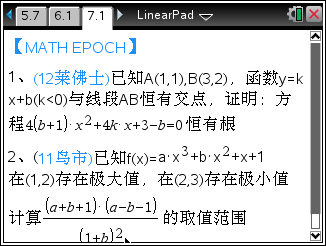 5.7 6.1 7.1 LinearPad
【MATH EPOCH】
1、(12莱佛士)已知A(1,1),B(3,2)，函数y=k
x+b(k<0)与线段AB恒有交点，证明：方
程4(b+1)·x²+4k·x+3−b=0恒有根
2、(11鸟市)已知f(x)=a·x³+b·x²+x+1
在(1,2)存在极大值，在(2,3)存在极小值
计算(a+b+1)·(a−b−1)/(1+b)²的取值范围